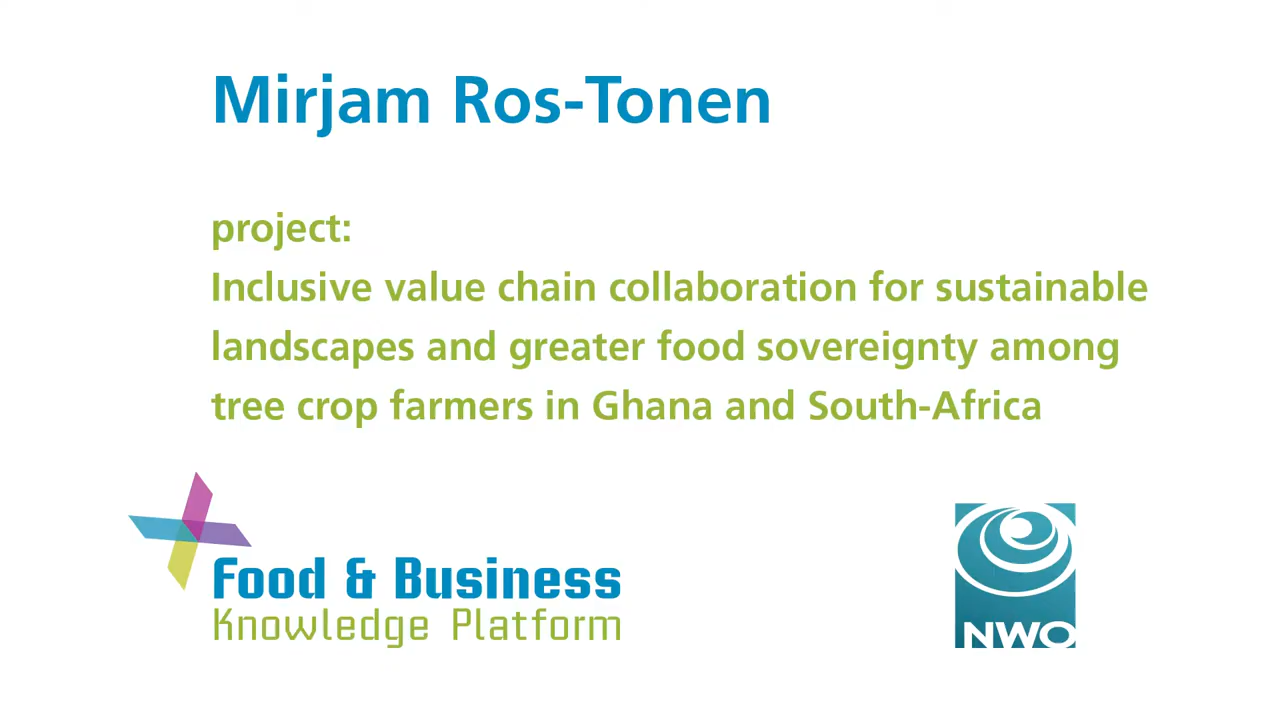 Mirjam Ros-Tonen
project:
Inclusive value chain collaboration for sustainable
landscapes and greater food sovereignty among
tree crop farmers in Ghana and South-Africa
Food & Business
Knowledge Platform
NWO